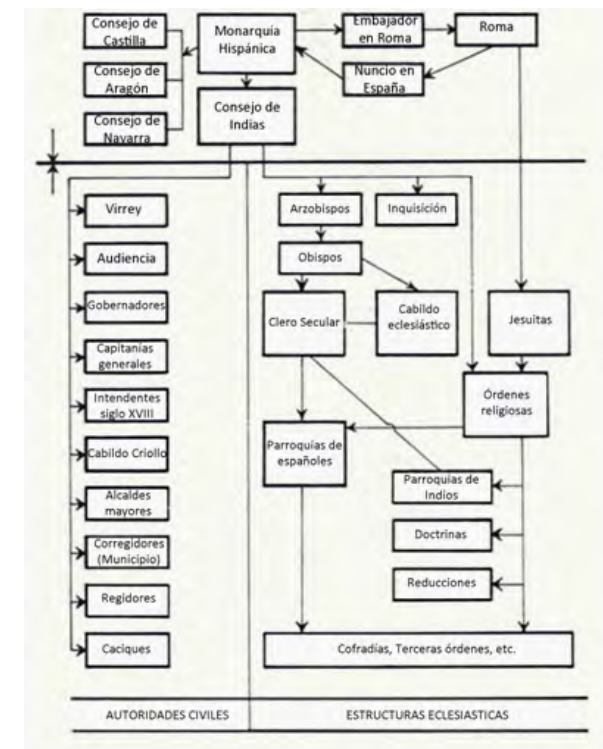 Consejo de
Castilla
Consejo de
Aragón
Consejo de
Navarra
Monarquía
Hispánica
Embajador
en Roma
Roma
Nuncio en
España
Consejo de
Indias
Virrey
Audiencia
Gobernadores
Capitanías
generales
Intendentes
siglo XVIII
Cabildo Criollo
Alcaldes
mayores
Corregidores
(Municipio)
Regidores
Caciques
Arzobispos
Inquisición
Obispos
Clero Secular
Cabildo
eclesiástico
Jesuitas
Órdenes
religiosas
Parroquías de
españoles
Parroquías de
Indios
Doctrinas
Reducciones
Cofradías, Terceras órdenes, etc.
AUTORIDADES CIVILES
ESTRUCTURAS ECLESIASTICAS